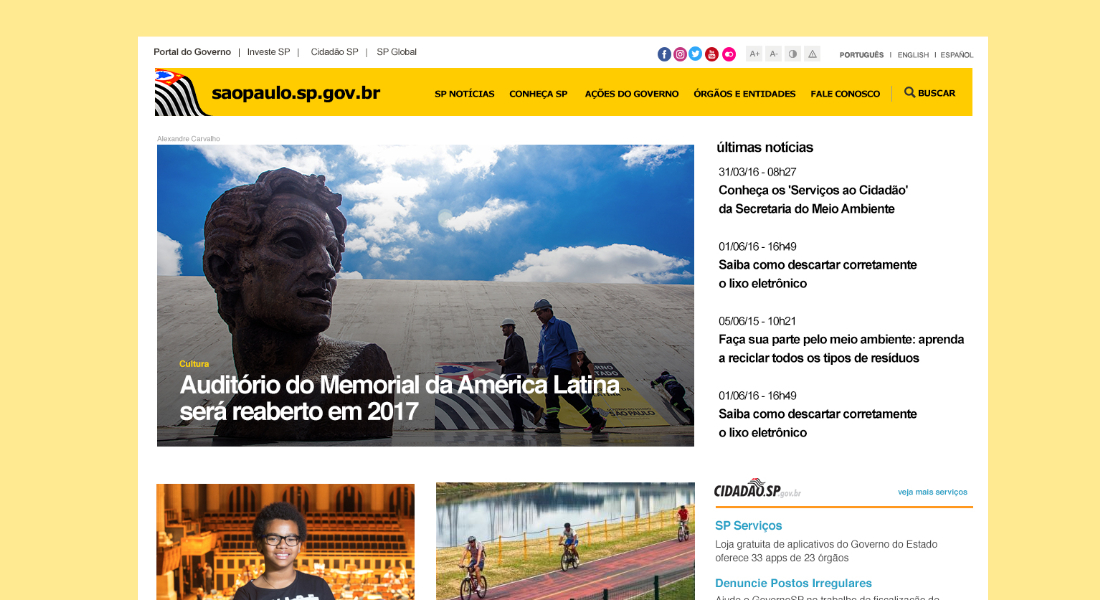 Portal do Governo | Investe SP | Cidadão SP | SP Global
A+ A-
PORTUGUÊS | ENGLISH | ESPAÑOL
saopaulo.sp.gov.br
SP NOTÍCIAS CONHEÇA SP AÇÕES DO GOVERNO ÓRGÃOS E ENTIDADES FALE CONOSCO BUSCAR
Alexandre Carvalho
Cultura
Auditório do Memorial da América Latina
será reaberto em 2017
SÃO PAULO
últimas notícias
31/03/16 - 08h27
Conheça os 'Serviços ao Cidadão'
da Secretaria do Meio Ambiente
01/06/16 - 16h49
Saiba como descartar corretamente
o lixo eletrônico
05/06/15 - 10h21
Faça sua parte pelo meio ambiente: aprenda
a reciclar todos os tipos de resíduos
01/06/16 - 16h49
Saiba como descartar corretamente
o lixo eletrônico
CIDADÃO.SP.gov.br
veja mais serviços
SP Serviços
Loja gratuita de aplicativos do Governo do Estado
oferece 33 apps de 23 órgãos
Denuncie Postos Irregulares